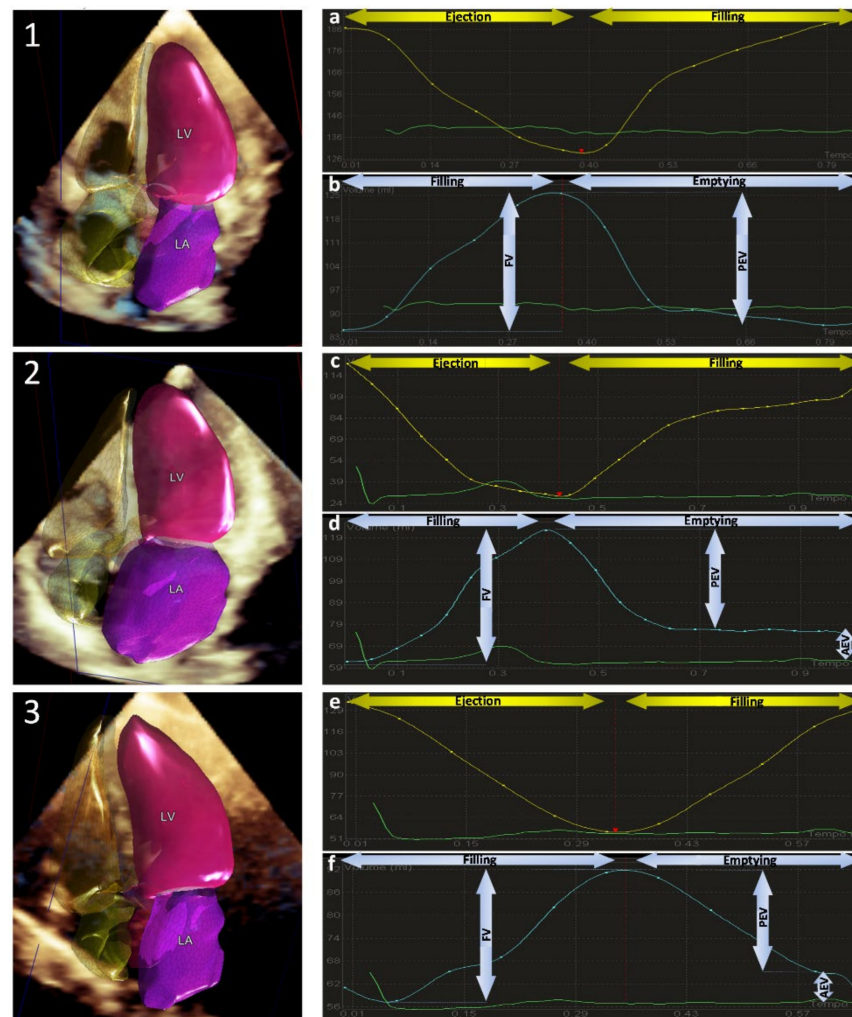 1
LV
LA
a
Ejection
Filling
186
176
166
156
146
136
126
0.01
0.14
0.27
0.40
0.53
0.66
0.79
Tempo
b
Filling
Emptying
Volume (ml)
125
118
111
104
97
90
83
FV
PEV
0.01
0.14
0.27
0.40
0.53
0.66
0.79
Tempo
2
LV
LA
c
Ejection
Filling
114
99
84
69
54
39
24
0.1
0.3
0.5
0.7
0.9
Tempo
d
Filling
Emptying
Volume (ml)
119
109
99
89
79
69
59
FV
PEV
AEV
0.1
0.3
0.5
0.7
0.9
Tempo
3
LV
LA
e
Ejection
Filling
129
116
103
90
77
64
51
0.01
0.15
0.29
0.43
0.57
Tempo
f
Filling
Emptying
Volume (ml)
92
86
80
74
68
62
56
FV
PEV
AEV
0.01
0.15
0.29
0.43
0.57
Tempo